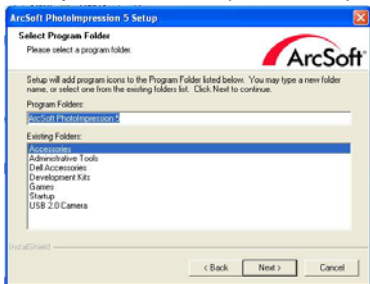 ArcSoft PhotoImpression 5 Setup
Select Program Folder
Please select a program folder.
ArcSoft
Setup will add program icons to the Program Folder listed below. You may type a new folder
name, or select one from the existing folders list. Click Next to continue.
Program Folders:
ArcSoft PhotoImpression 5
Existing Folders:
Accessories
Administrative Tools
Dell Accessories
Development Kits
Games
Startup
USB 2.0 Camera
InstallShield
< Back
Next >
Cancel